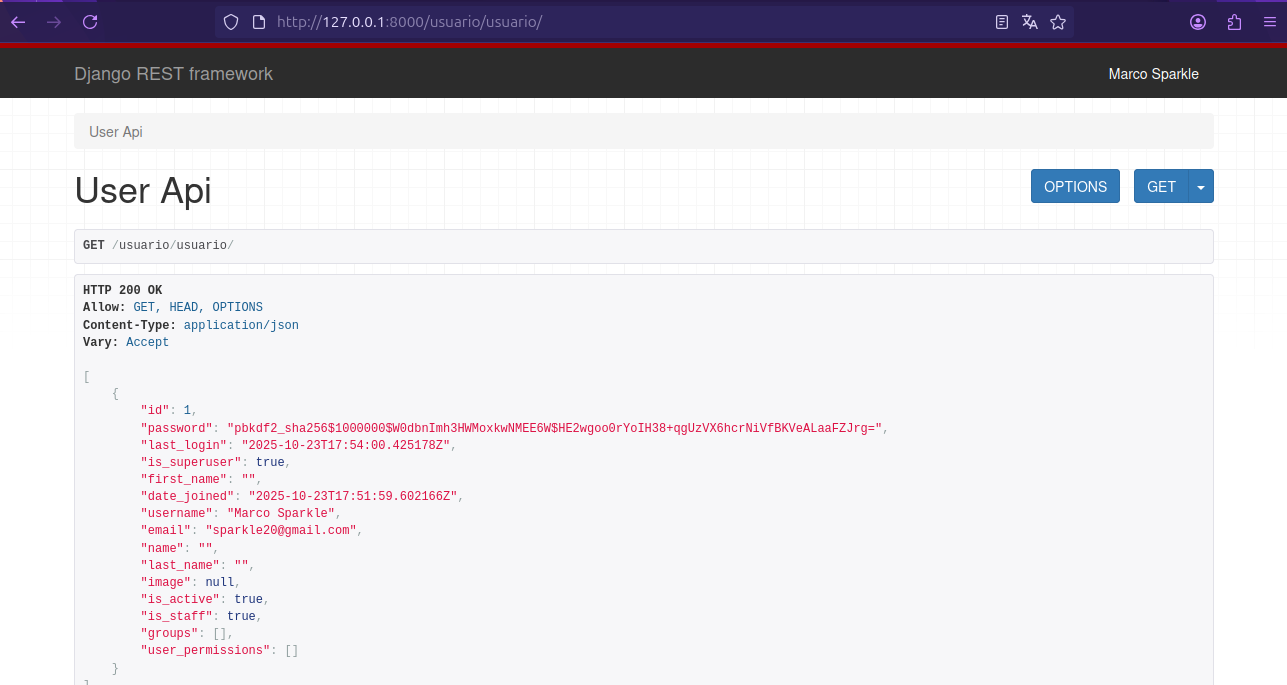 http://127.0.0.1:8000/usuario/usuario/
Django REST framework
Marco Sparkle
User Api
User Api
OPTIONS
GET
GET /usuario/usuario/
HTTP 200 OK
Allow: GET, HEAD, OPTIONS
Content-Type: application/json
Vary: Accept
[
{
"id": 1,
"password": "pbkdf2_sha256$1000000$W0dbnImh3HWMoxkwNMEE6W$HE2wgoo0rYoIH38+qgUzVX6hcrNiVfBKVeALaaFZJrg=",
"last_login": "2025-10-23T17:54:00.425178Z",
"is_superuser": true,
"first_name": "",
"date_joined": "2025-10-23T17:51:59.602166Z",
"username": "Marco Sparkle",
"email": "sparkle20@gmail.com",
"name": "",
"last_name": "",
"image": null,
"is_active": true,
"is_staff": true,
"groups": [],
"user_permissions": []
}
]